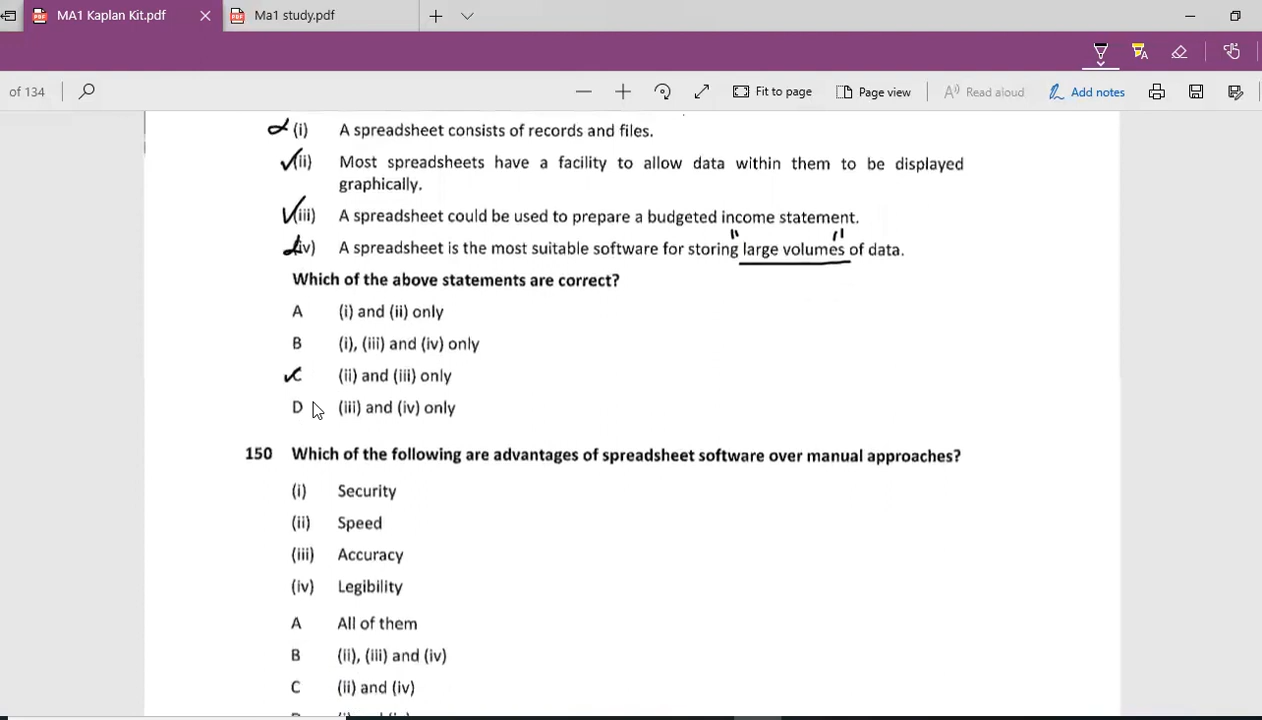 MA1 Kaplan Kit.pdf
Ma1 study.pdf
of 134
Fit to page
Page view
Read aloud
Add notes
(i) A spreadsheet consists of records and files.
(ii) Most spreadsheets have a facility to allow data within them to be displayed
graphically.
(iii) A spreadsheet could be used to prepare a budgeted income statement.
(iv) A spreadsheet is the most suitable software for storing "large volumes" of data.
Which of the above statements are correct?
A (i) and (ii) only
B (i), (iii) and (iv) only
C (ii) and (iii) only
D (iii) and (iv) only
150 Which of the following are advantages of spreadsheet software over manual approaches?
(i) Security
(ii) Speed
(iii) Accuracy
(iv) Legibility
A All of them
B (ii), (iii) and (iv)
C (ii) and (iv)